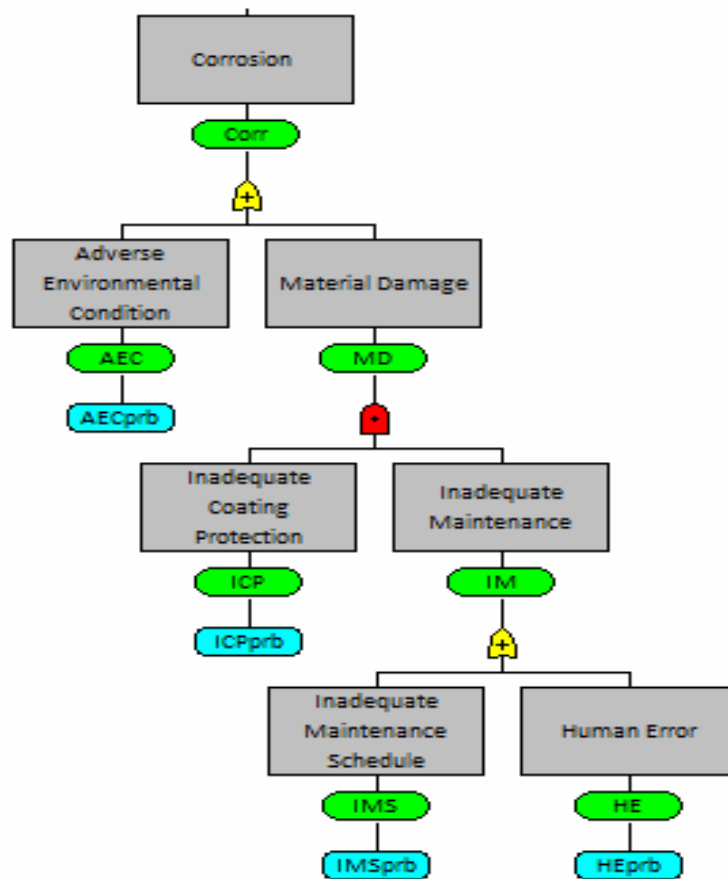 Corrosion
Corr
+
Adverse
Environmental
Condition
Material Damage
AEC
MD
AECprb
Inadequate
Coating
Protection
Inadequate
Maintenance
ICP
IM
ICPprb
+
Inadequate
Maintenance
Schedule
Human Error
IMS
HE
IMSprb
HEprb